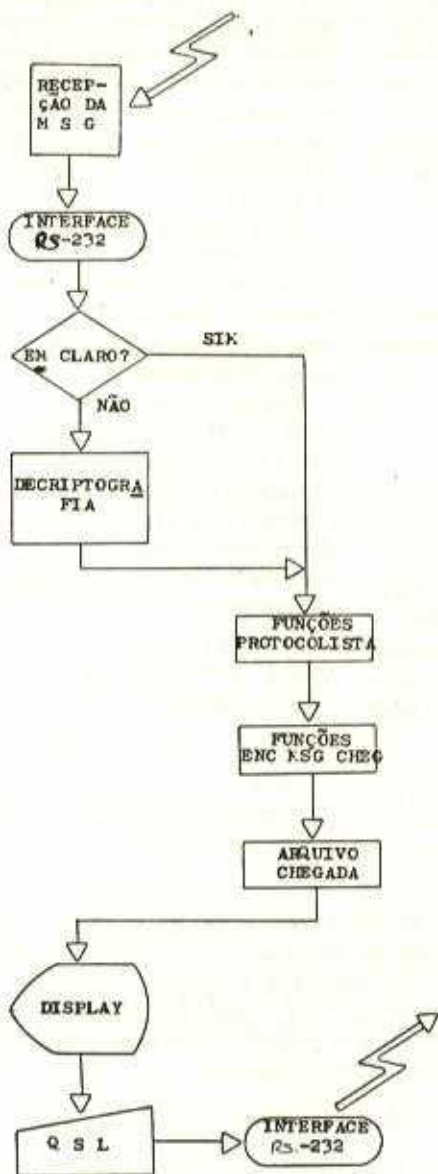 RECEP-
ÇÃO DA
M S G
INTERFACE
RS-232
EM CLARO?
SIM
NÃO
DECRIPTOGRA
FIA
FUNÇÕES
PROTOCOLISTA
FUNÇÕES
ENC MSG CHEG
ARQUIVO
CHEGADA
DISPLAY
Q S L
INTERFACE
RS.-232